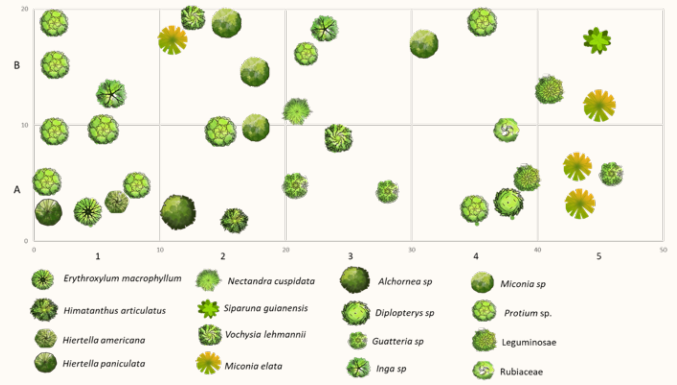 20
B
10
A
0
0 10 20 30 40 50
1 2 3 4 5
Erythroxylum macrophyllum Nectandra cuspidata Alchornea sp Miconia sp
Himatanthus articulatus Siparuna guianensis Diplopterys sp Protium sp.
Hiertella americana Vochysia lehmannii Guatteria sp Leguminosae
Hiertella paniculata Miconia elata Inga sp Rubiaceae